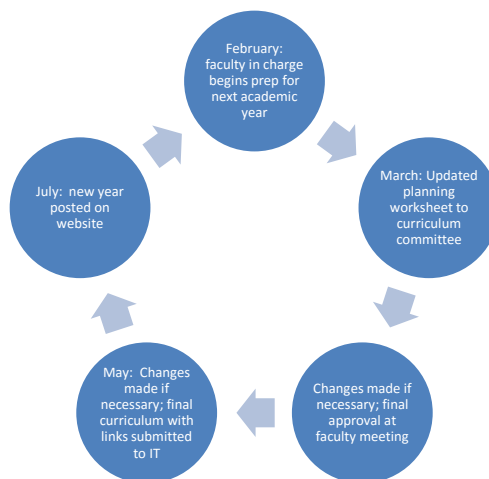 February:
faculty in charge
begins prep for
next academic
year
March: Updated
planning
worksheet to
curriculum
committee
Changes made if
necessary; final
approval at
faculty meeting
May:  Changes
made if
necessary; final
curriculum with
links submitted
to IT
July:  new year
posted on
website